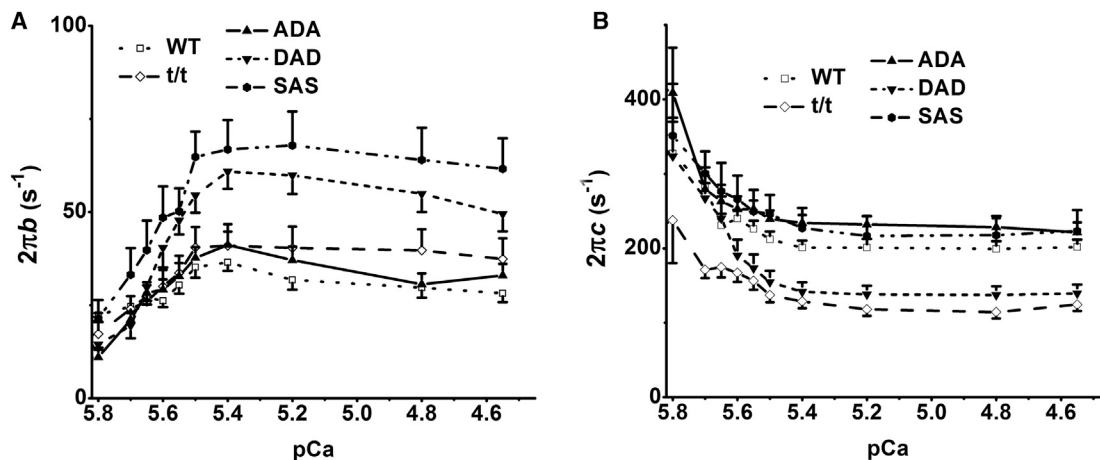 A
100
50
0
2πb (s⁻¹)
WT
t/t
ADA
DAD
SAS
5.8 5.6 5.4 5.2 5.0 4.8 4.6
pCa
B
400
200
0
2πc (s⁻¹)
WT
t/t
ADA
DAD
SAS
5.8 5.6 5.4 5.2 5.0 4.8 4.6
pCa